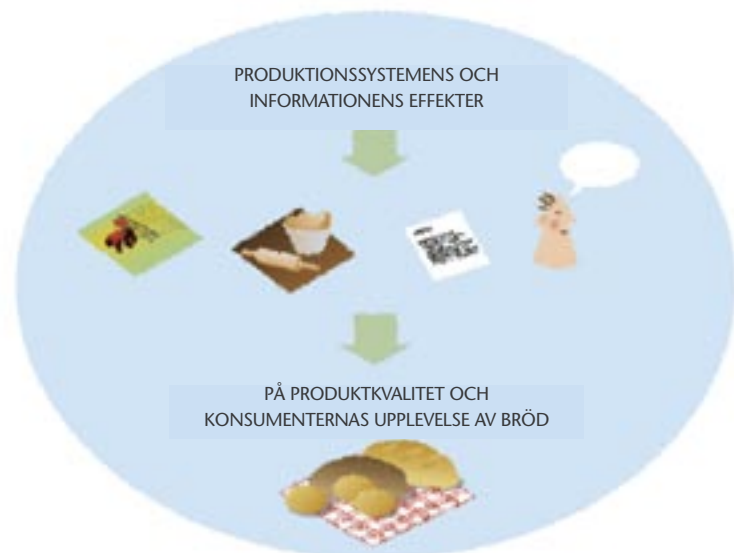 PRODUKTIONSSYSTEMENS OCH
INFORMATIONENS EFFEKTER
PÅ PRODUKTKVALITET OCH
KONSUMENTERNAS UPPLEVELSE AV BRÖD